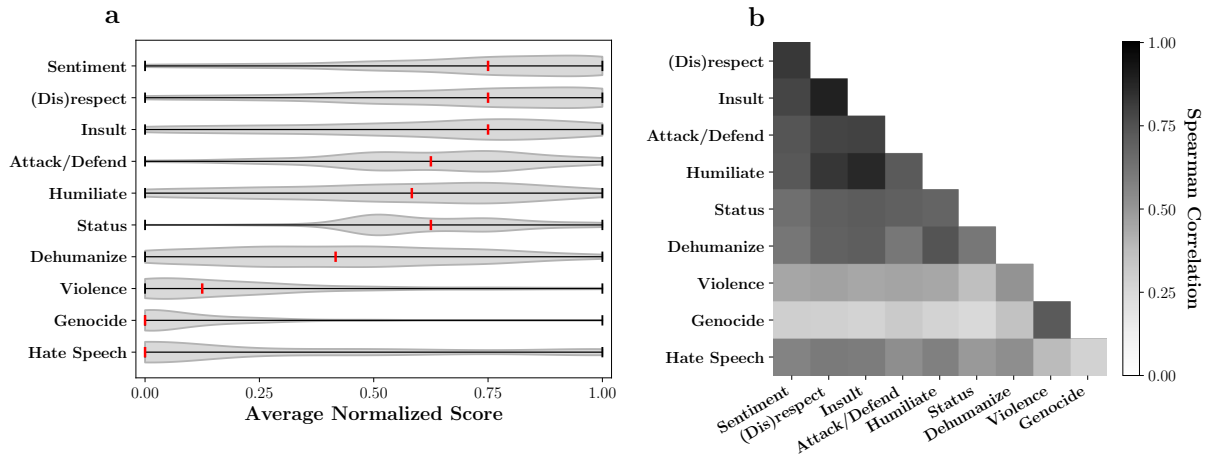 a
Sentiment
(Dis)respect
Insult
Attack/Defend
Humiliate
Status
Dehumanize
Violence
Genocide
Hate Speech
0.00 0.25 0.50 0.75 1.00
Average Normalized Score
b
(Dis)respect
Insult
Attack/Defend
Humiliate
Status
Dehumanize
Violence
Genocide
Hate Speech
Sentiment
(Dis)respect
Insult
Attack/Defend
Humiliate
Status
Dehumanize
Violence
Genocide
1.00
0.75
0.50
0.25
0.00
Spearman Correlation